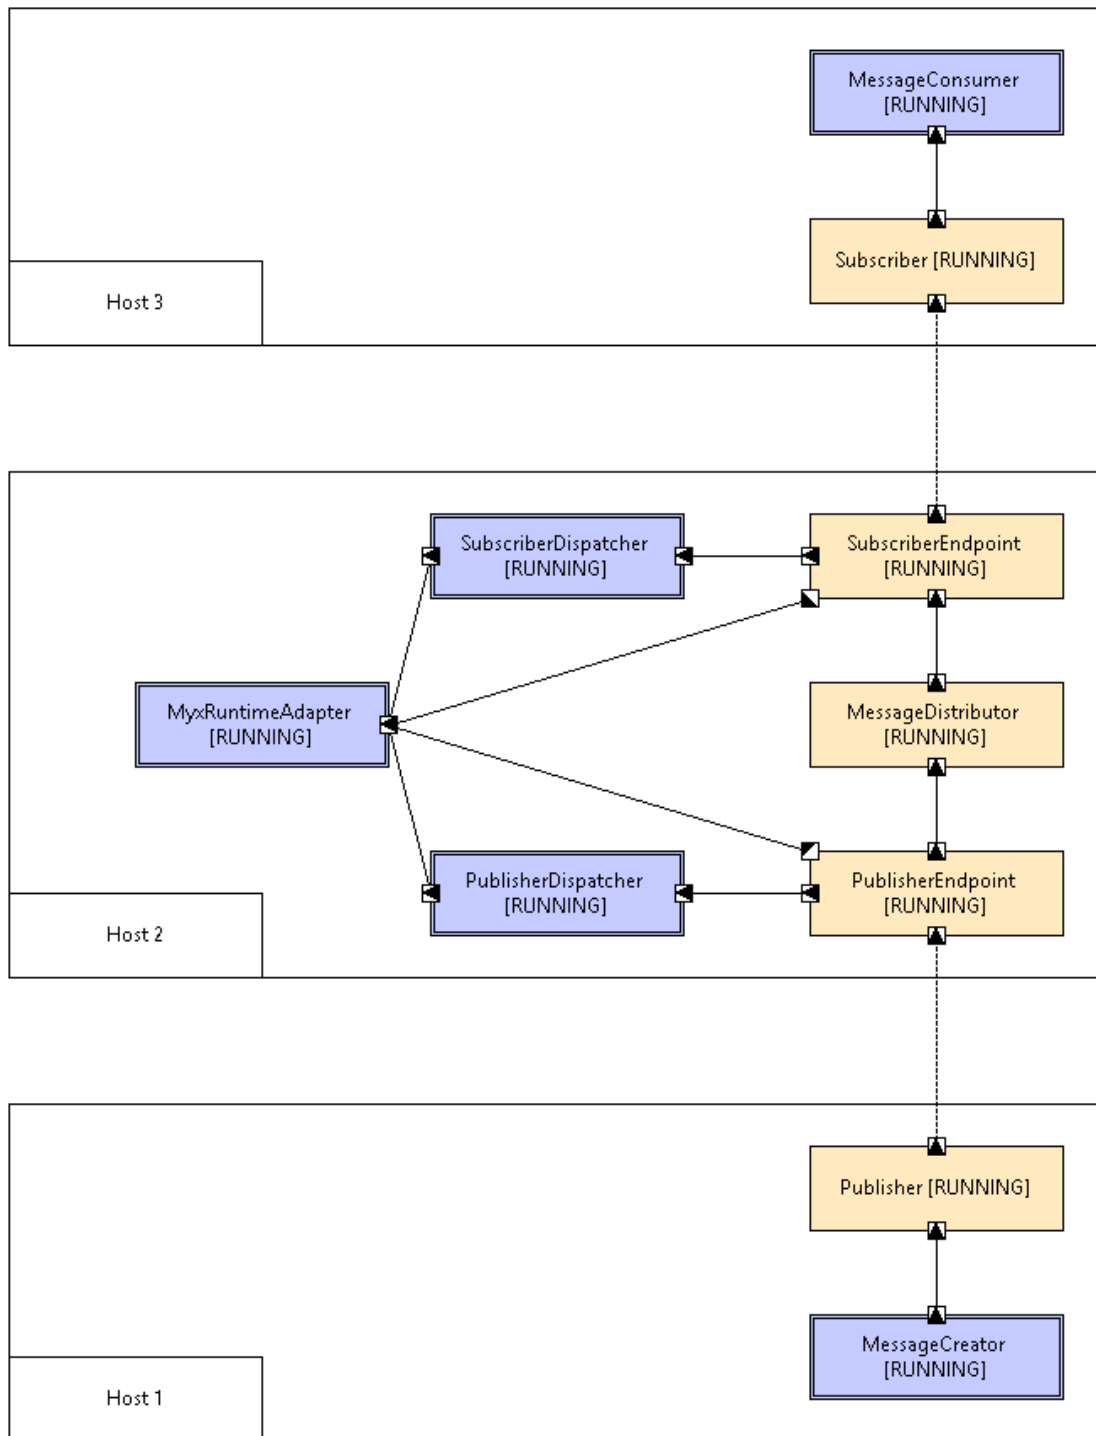 MessageConsumer
[RUNNING]
Subscriber [RUNNING]
Host 3
SubscriberDispatcher
[RUNNING]
SubscriberEndpoint
[RUNNING]
MyxRuntimeAdapter
[RUNNING]
MessageDistributor
[RUNNING]
PublisherDispatcher
[RUNNING]
PublisherEndpoint
[RUNNING]
Host 2
Publisher [RUNNING]
MessageCreator
[RUNNING]
Host 1